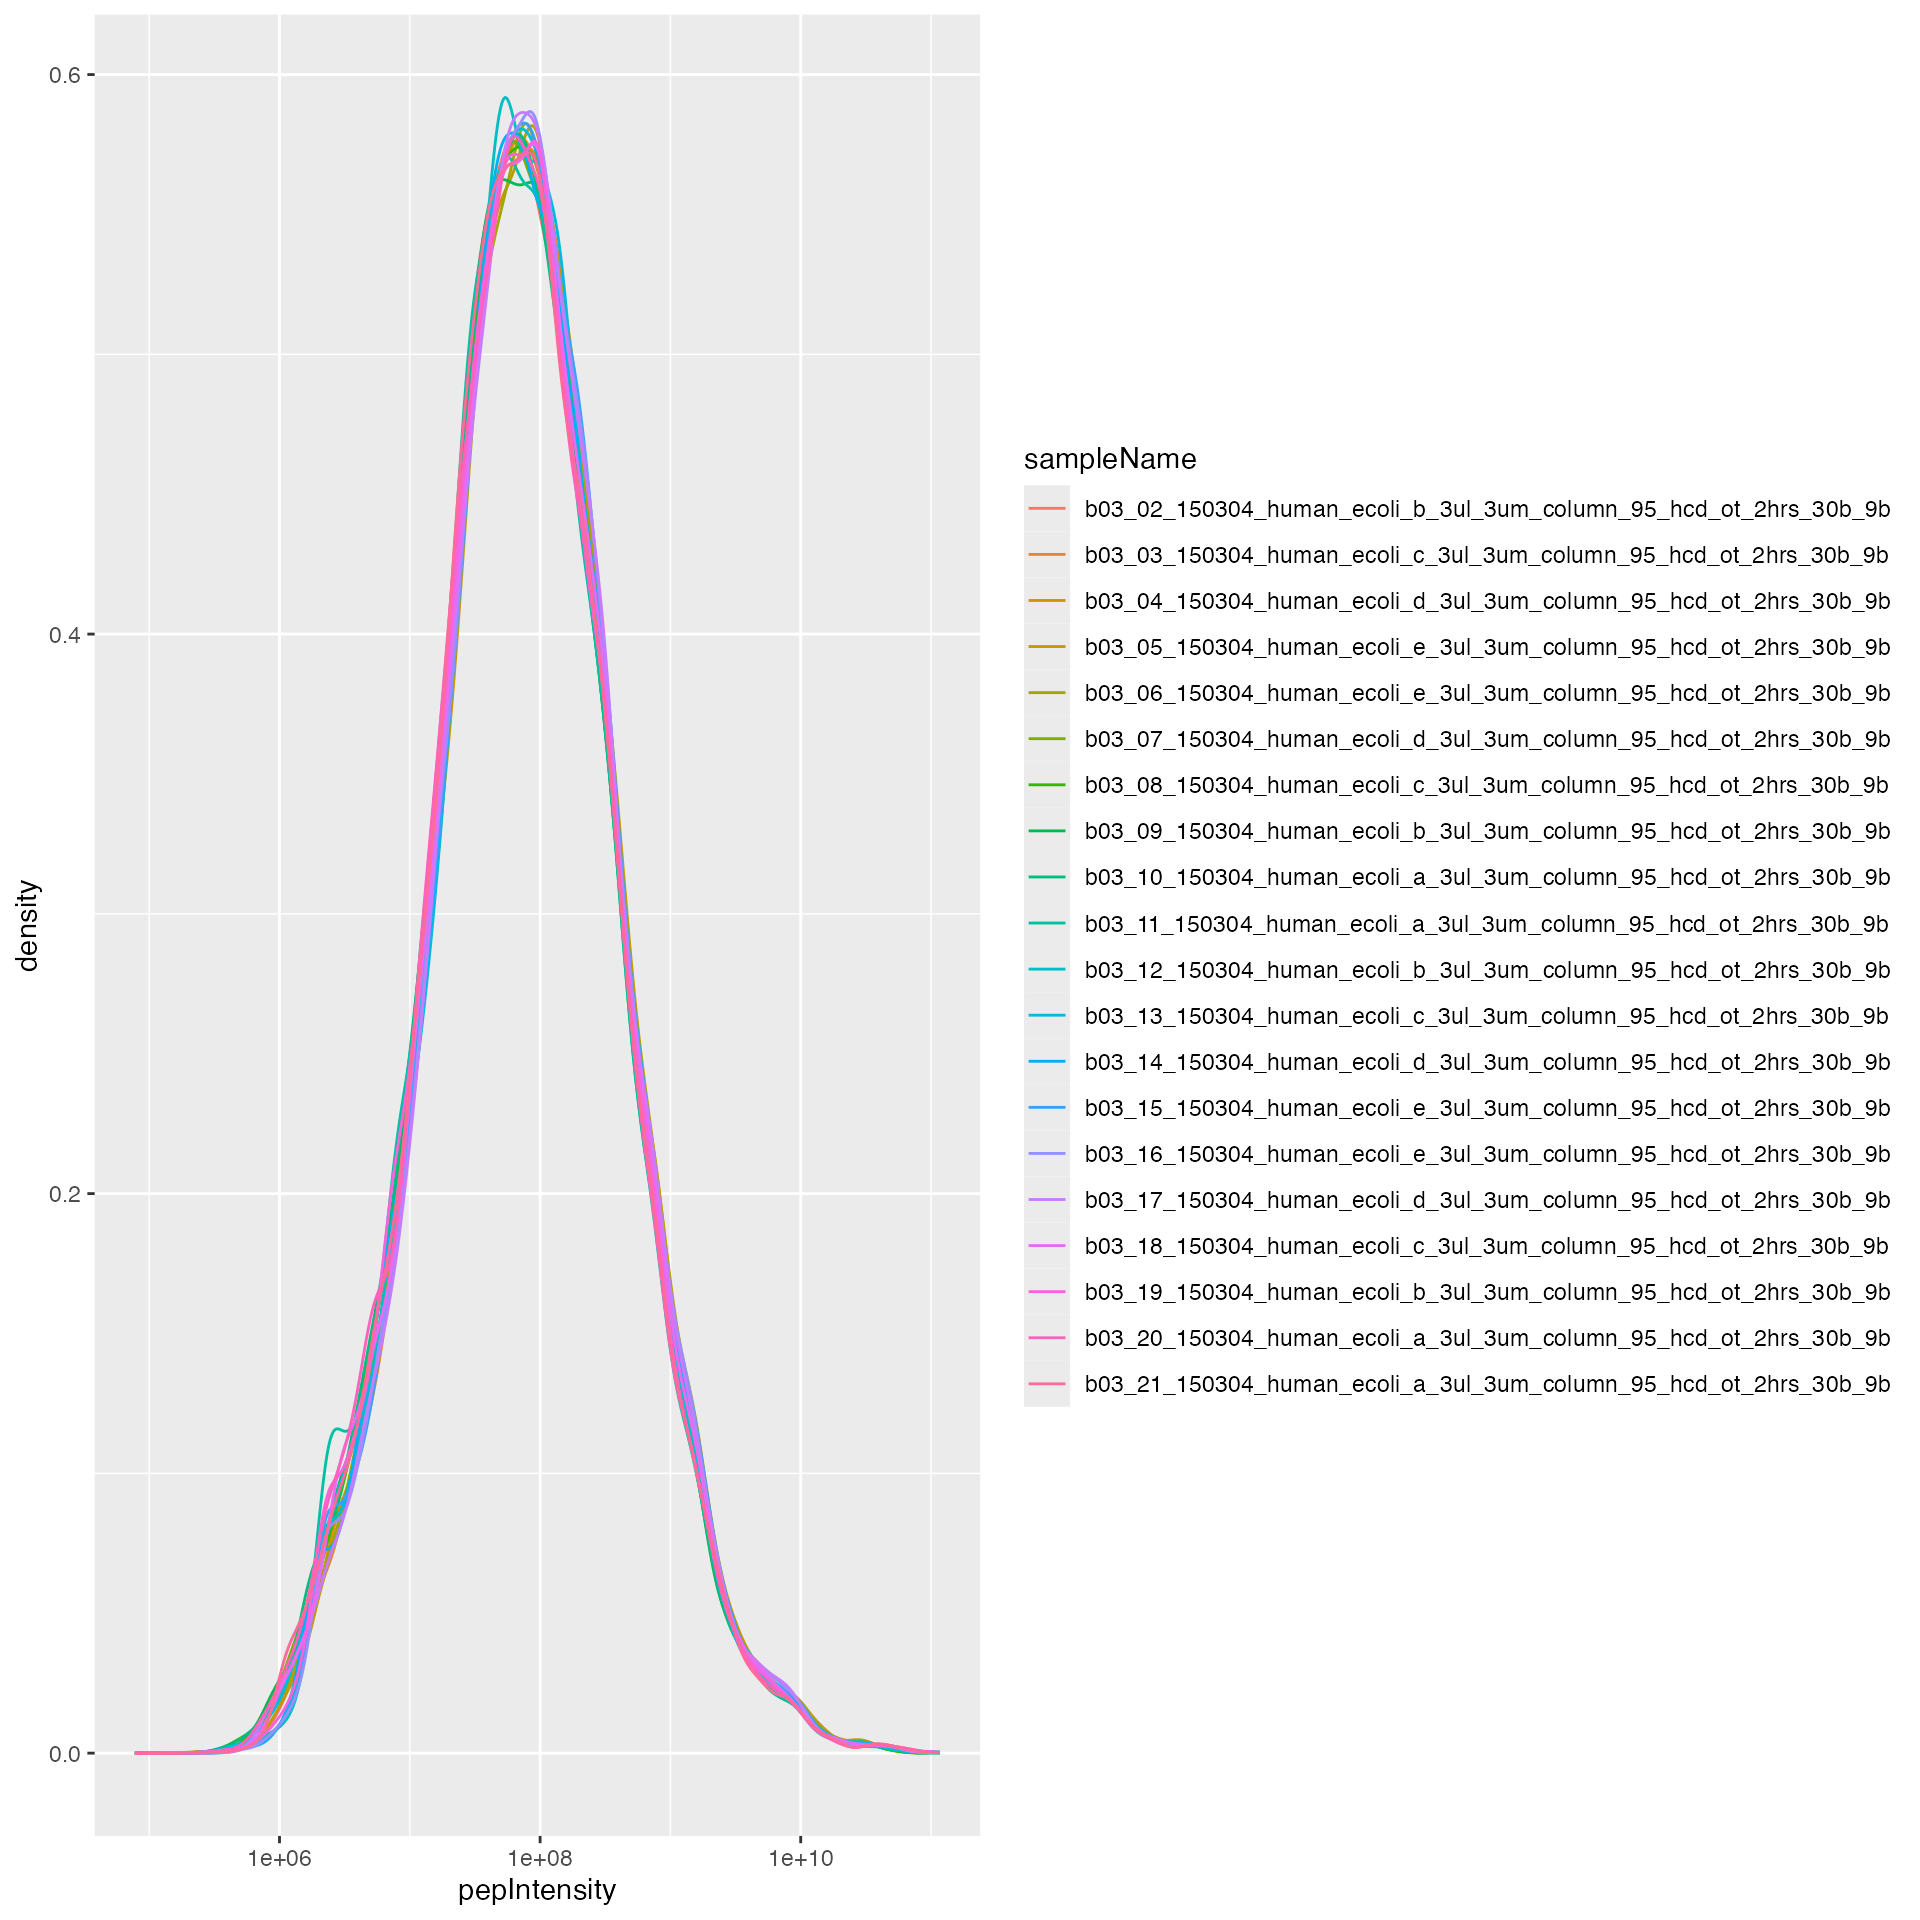 0.6
0.4
0.2
0.0
density
1e+06
1e+08
1e+10
pepIntensity
sampleName
b03_02_150304_human_ecoli_b_3ul_3um_column_95_hcd_ot_2hrs_30b_9b
b03_03_150304_human_ecoli_c_3ul_3um_column_95_hcd_ot_2hrs_30b_9b
b03_04_150304_human_ecoli_d_3ul_3um_column_95_hcd_ot_2hrs_30b_9b
b03_05_150304_human_ecoli_e_3ul_3um_column_95_hcd_ot_2hrs_30b_9b
b03_06_150304_human_ecoli_e_3ul_3um_column_95_hcd_ot_2hrs_30b_9b
b03_07_150304_human_ecoli_d_3ul_3um_column_95_hcd_ot_2hrs_30b_9b
b03_08_150304_human_ecoli_c_3ul_3um_column_95_hcd_ot_2hrs_30b_9b
b03_09_150304_human_ecoli_b_3ul_3um_column_95_hcd_ot_2hrs_30b_9b
b03_10_150304_human_ecoli_a_3ul_3um_column_95_hcd_ot_2hrs_30b_9b
b03_11_150304_human_ecoli_a_3ul_3um_column_95_hcd_ot_2hrs_30b_9b
b03_12_150304_human_ecoli_b_3ul_3um_column_95_hcd_ot_2hrs_30b_9b
b03_13_150304_human_ecoli_c_3ul_3um_column_95_hcd_ot_2hrs_30b_9b
b03_14_150304_human_ecoli_d_3ul_3um_column_95_hcd_ot_2hrs_30b_9b
b03_15_150304_human_ecoli_e_3ul_3um_column_95_hcd_ot_2hrs_30b_9b
b03_16_150304_human_ecoli_e_3ul_3um_column_95_hcd_ot_2hrs_30b_9b
b03_17_150304_human_ecoli_d_3ul_3um_column_95_hcd_ot_2hrs_30b_9b
b03_18_150304_human_ecoli_c_3ul_3um_column_95_hcd_ot_2hrs_30b_9b
b03_19_150304_human_ecoli_b_3ul_3um_column_95_hcd_ot_2hrs_30b_9b
b03_20_150304_human_ecoli_a_3ul_3um_column_95_hcd_ot_2hrs_30b_9b
b03_21_150304_human_ecoli_a_3ul_3um_column_95_hcd_ot_2hrs_30b_9b